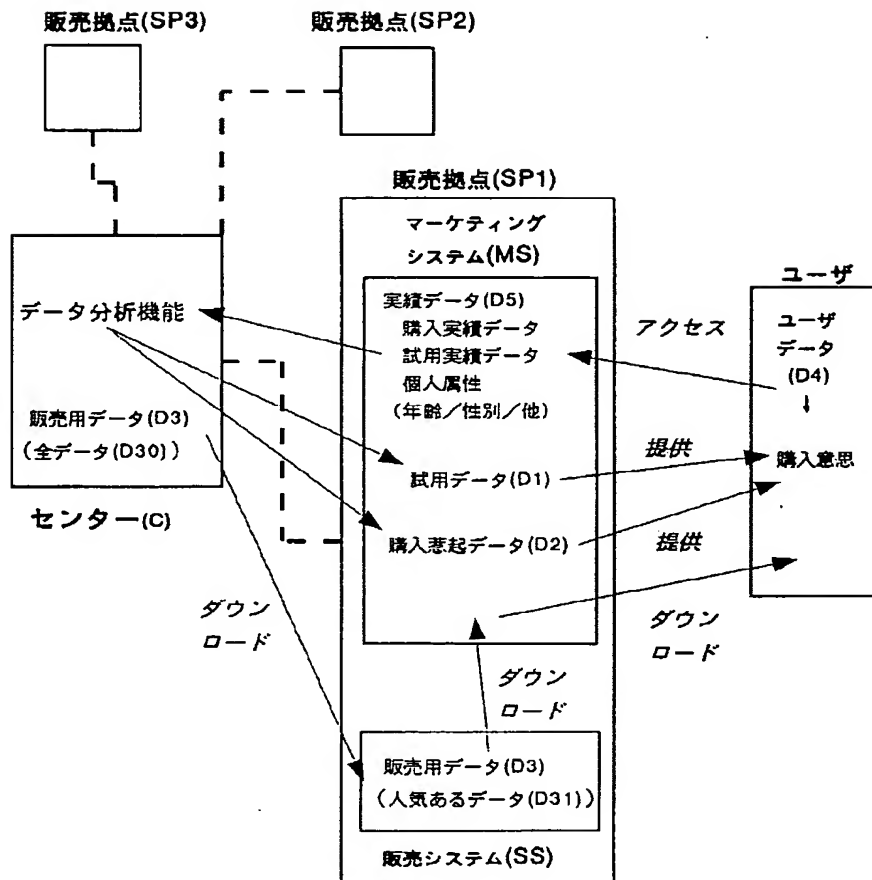 販売拠点(SP3)
販売拠点(SP2)
販売拠点(SP1)
マーケティング
システム(MS)
データ分析機能
販売用データ(D3)
(全データ(D30))
センター(C)
実績データ(D5)
購入実績データ
試用実績データ
個人属性
(年齢/性別/他)
試用データ(D1)
購入惹起データ(D2)
アクセス
提供
提供
ユーザ
ユーザ
データ
(D4)
↓
購入意思
ダウン
ロード
ダウン
ロード
ダウン
ロード
販売用データ(D3)
(人気あるデータ(D31))
販売システム(SS)